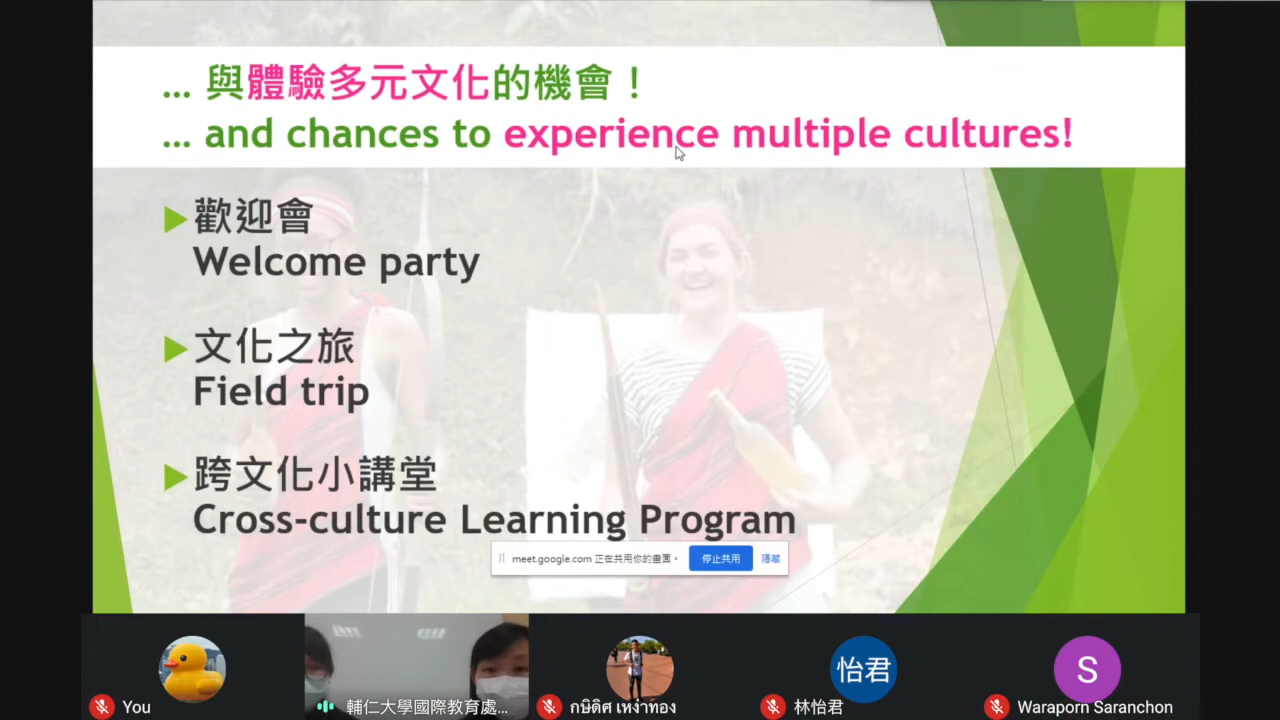 ... 與體驗多元文化的機會！
... and chances to experience multiple cultures!
歡迎會
Welcome party
文化之旅
Field trip
跨文化小講堂
Cross-culture Learning Program
meet.google.com 正在共用你的畫面。 停止共用 隱藏
怡君
S
You
輔仁大學國際教育處...
กษิดิศ เหง่าทอง
林怡君
Waraporn Saranchon